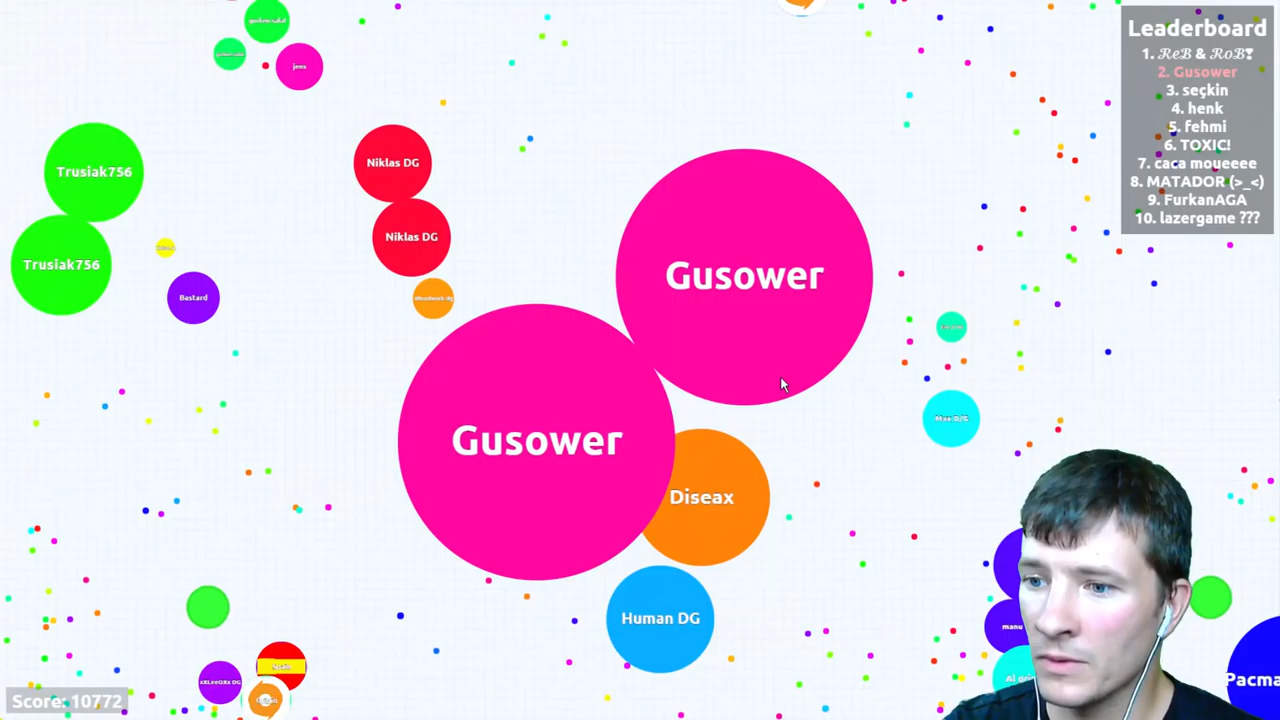 Leaderboard
1. ℛℯℬ & ℛℴℬ❢
2. Gusower
3. seçkin
4. henk
5. fehmi
6. TOXIC!
7. caca moueeee
8. MATADOR (>_<)
9. FurkanAGA
10. lazergame ???
jens
Trusiak756
Niklas DG
Niklas DG
Trusiak756
Gusower
Bastard
Gusower
Diseax
Human DG
manu
Pacma
Score: 10772